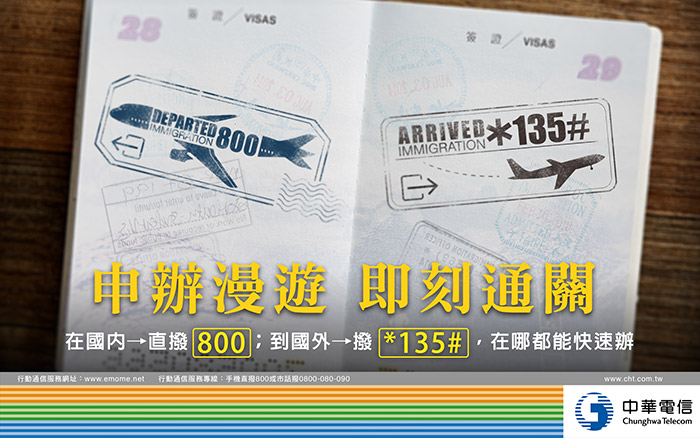 28
簽 證 / VISAS
簽 證 / VISAS
29
DEPARTED 800
IMMIGRATION
ARRIVED *135#
IMMIGRATION
申辦漫遊 即刻通關
在國內→直撥 800；到國外→撥 *135#，在哪都能快速辦
行動通信服務網址：www.emome.net 行動通信服務專線：手機直撥800或市話撥0800-080-090
www.cht.com.tw
中華電信
Chunghwa Telecom